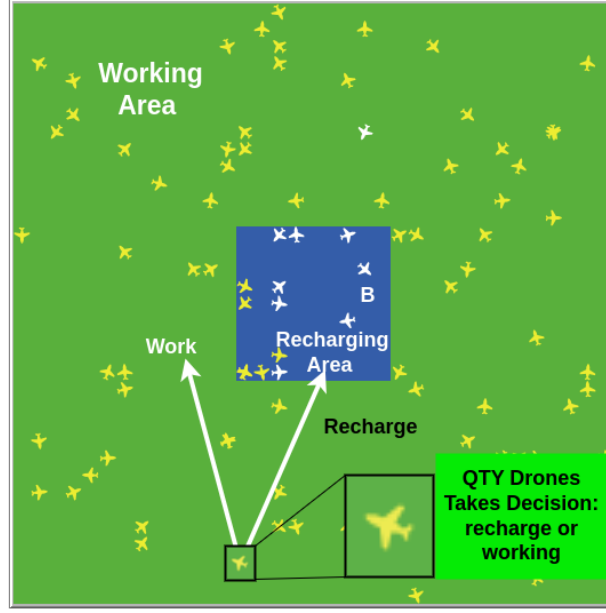 Working
Area
B
Recharging
Area
Work
Recharge
QTY Drones
Takes Decision:
recharge or
working